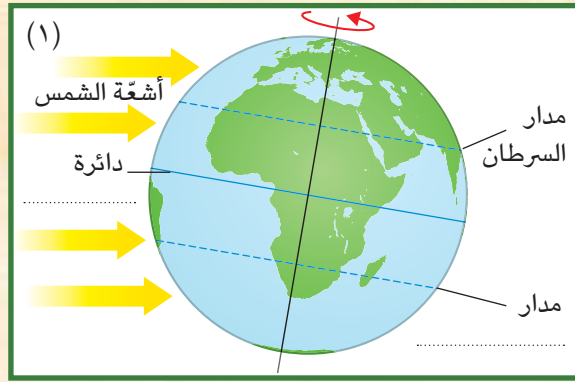 (١)
أشعّة الشمس
مدار
السرطان
دائرة
....................
مدار
....................